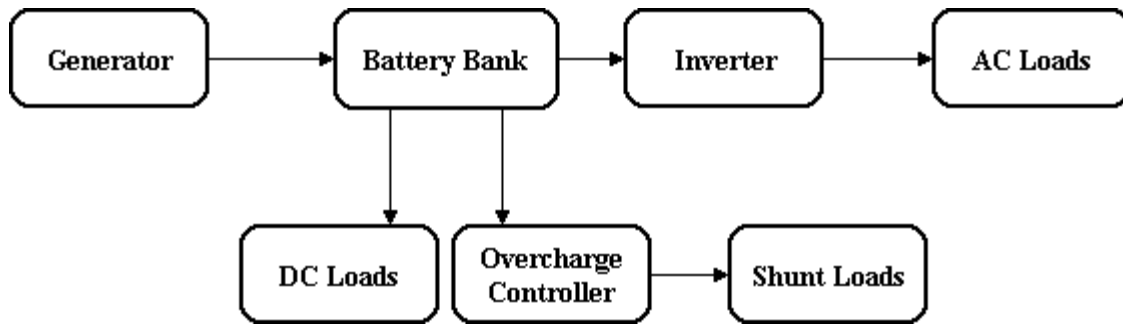 Generator
Battery Bank
Inverter
AC Loads
DC Loads
Overcharge
Controller
Shunt Loads